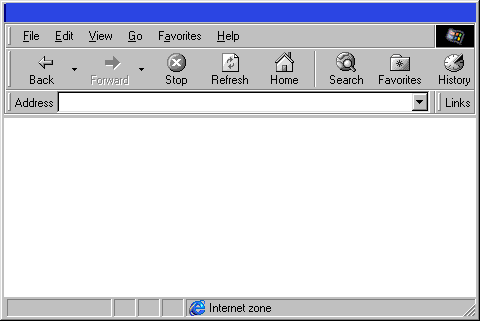 File Edit View Go Favorites Help
Back Forward Stop Refresh Home Search Favorites History
Address Links
Internet zone